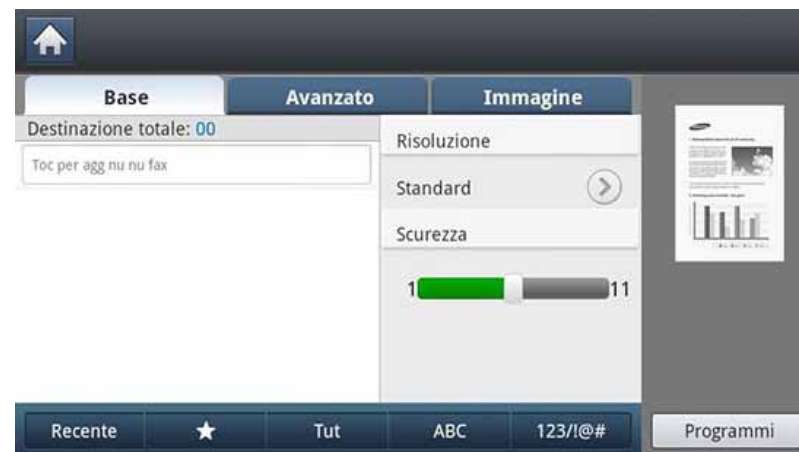 Base
Avanzato
Immagine
Destinazione totale: 00
Toc per agg nu nu fax
Risoluzione
Standard
Scurezza
1
11
Recente
Tut
ABC
123/!@#
Programmi